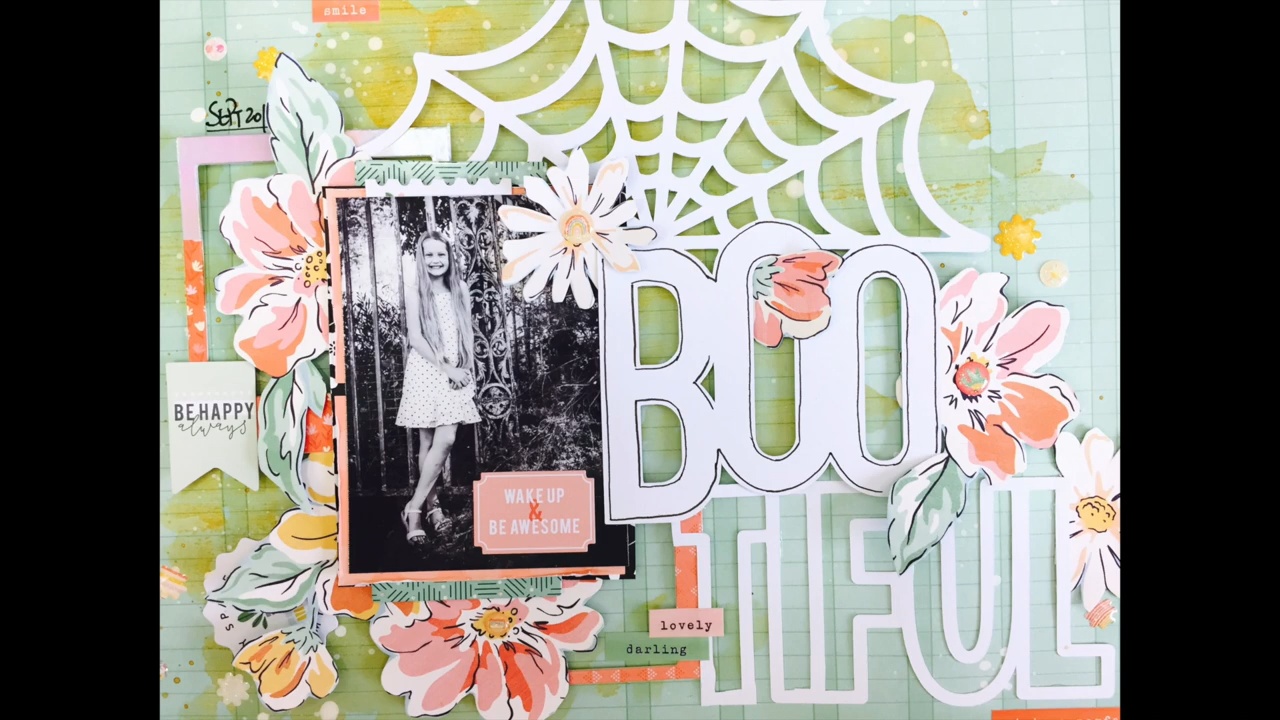 smile
SEPT 201
BE HAPPY
always
BOO
TIFUL
WAKE UP
&
BE AWESOME
lovely
darling